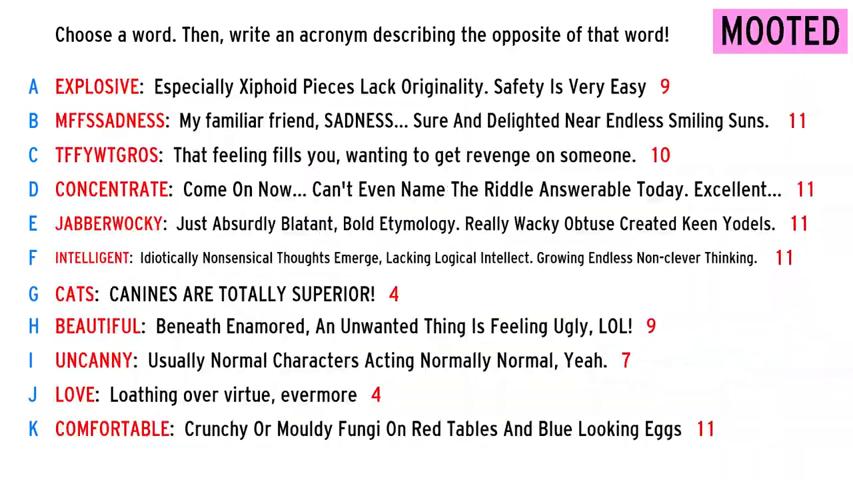 Choose a word. Then, write an acronym describing the opposite of that word!
MOOTED
A EXPLOSIVE: Especially Xiphoid Pieces Lack Originality. Safety Is Very Easy 9
B MFFSSADNESS: My familiar friend, SADNESS... Sure And Delighted Near Endless Smiling Suns. 11
C TFFYWTGROS: That feeling fills you, wanting to get revenge on someone. 10
D CONCENTRATE: Come On Now... Can't Even Name The Riddle Answerable Today. Excellent... 11
E JABBERWOCKY: Just Absurdly Blatant, Bold Etymology. Really Wacky Obtuse Created Keen Yodels. 11
F INTELLIGENT: Idiotically Nonsensical Thoughts Emerge, Lacking Logical Intellect. Growing Endless Non-clever Thinking. 11
G CATS: CANINES ARE TOTALLY SUPERIOR! 4
H BEAUTIFUL: Beneath Enamored, An Unwanted Thing Is Feeling Ugly, LOL! 9
I UNCANNY: Usually Normal Characters Acting Normally Normal, Yeah. 7
J LOVE: Loathing over virtue, evermore 4
K COMFORTABLE: Crunchy Or Mouldy Fungi On Red Tables And Blue Looking Eggs 11